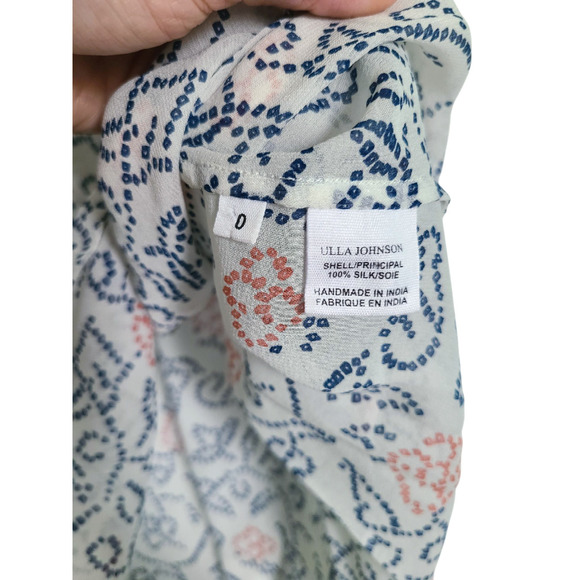 0
ULLA JOHNSON
SHELL/PRINCIPAL
100% SILK/SOIE
HANDMADE IN INDIA
FABRIQUE EN INDIA